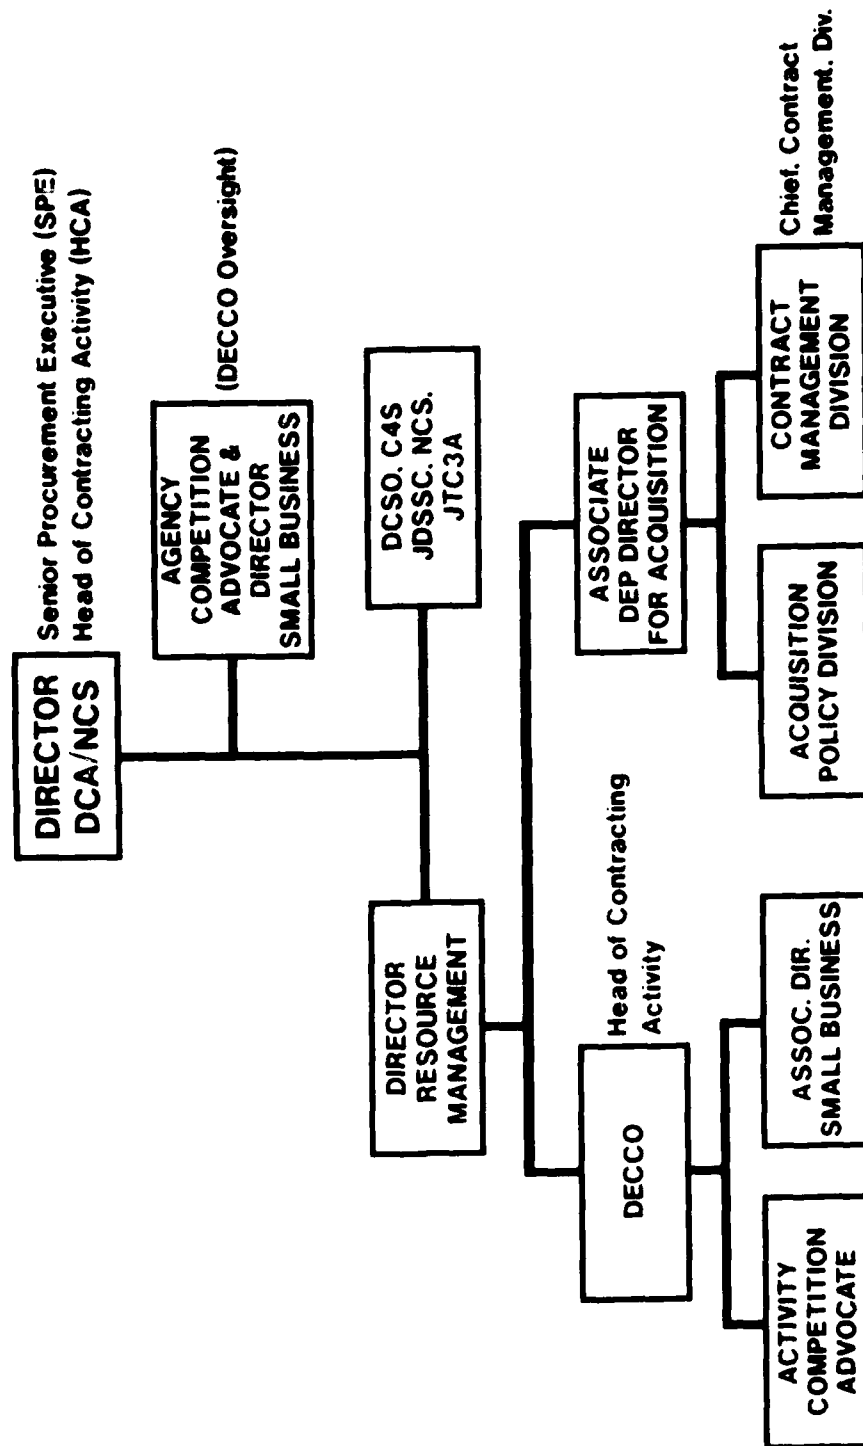 DIRECTOR
DCA/NCS
Senior Procurement Executive (SPE)
Head of Contracting Activity (HCA)
AGENCY
COMPETITION
ADVOCATE &
DIRECTOR
SMALL BUSINESS
(DECCO Oversight)
DIRECTOR
RESOURCE
MANAGEMENT
DCSO. C4S
JDSSC. NCS.
JTC3A
DECCO
Head of Contracting
Activity
ASSOCIATE
DEP DIRECTOR
FOR ACQUISITION
ACTIVITY
COMPETITION
ADVOCATE
ASSOC. DIR.
SMALL BUSINESS
ACQUISITION
POLICY DIVISION
CONTRACT
MANAGEMENT
DIVISION
Chief. Contract
Management. Div.